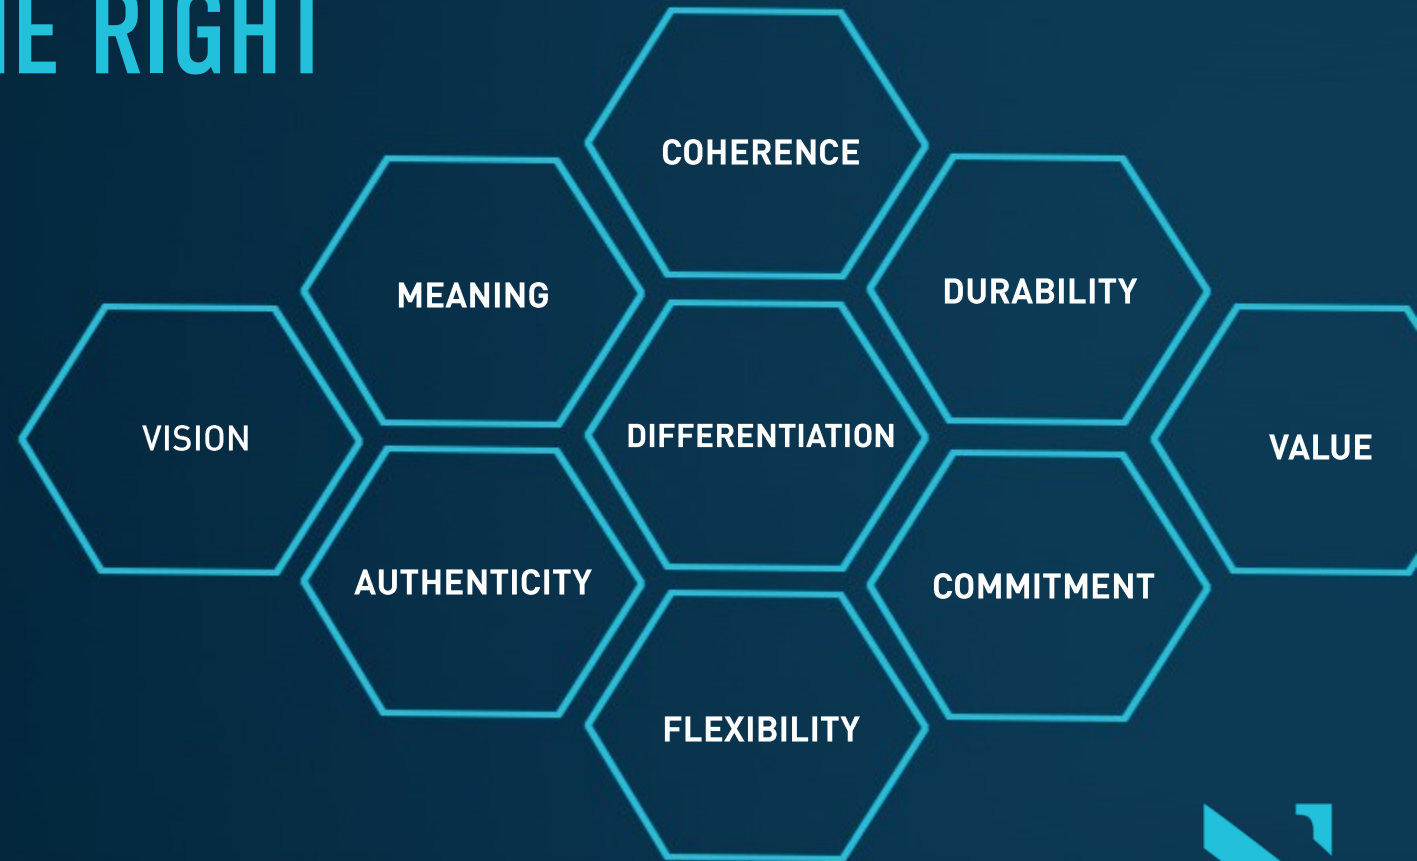 RIGHT
COHERENCE
MEANING
DURABILITY
VISION
DIFFERENTIATION
VALUE
AUTHENTICITY
COMMITMENT
FLEXIBILITY